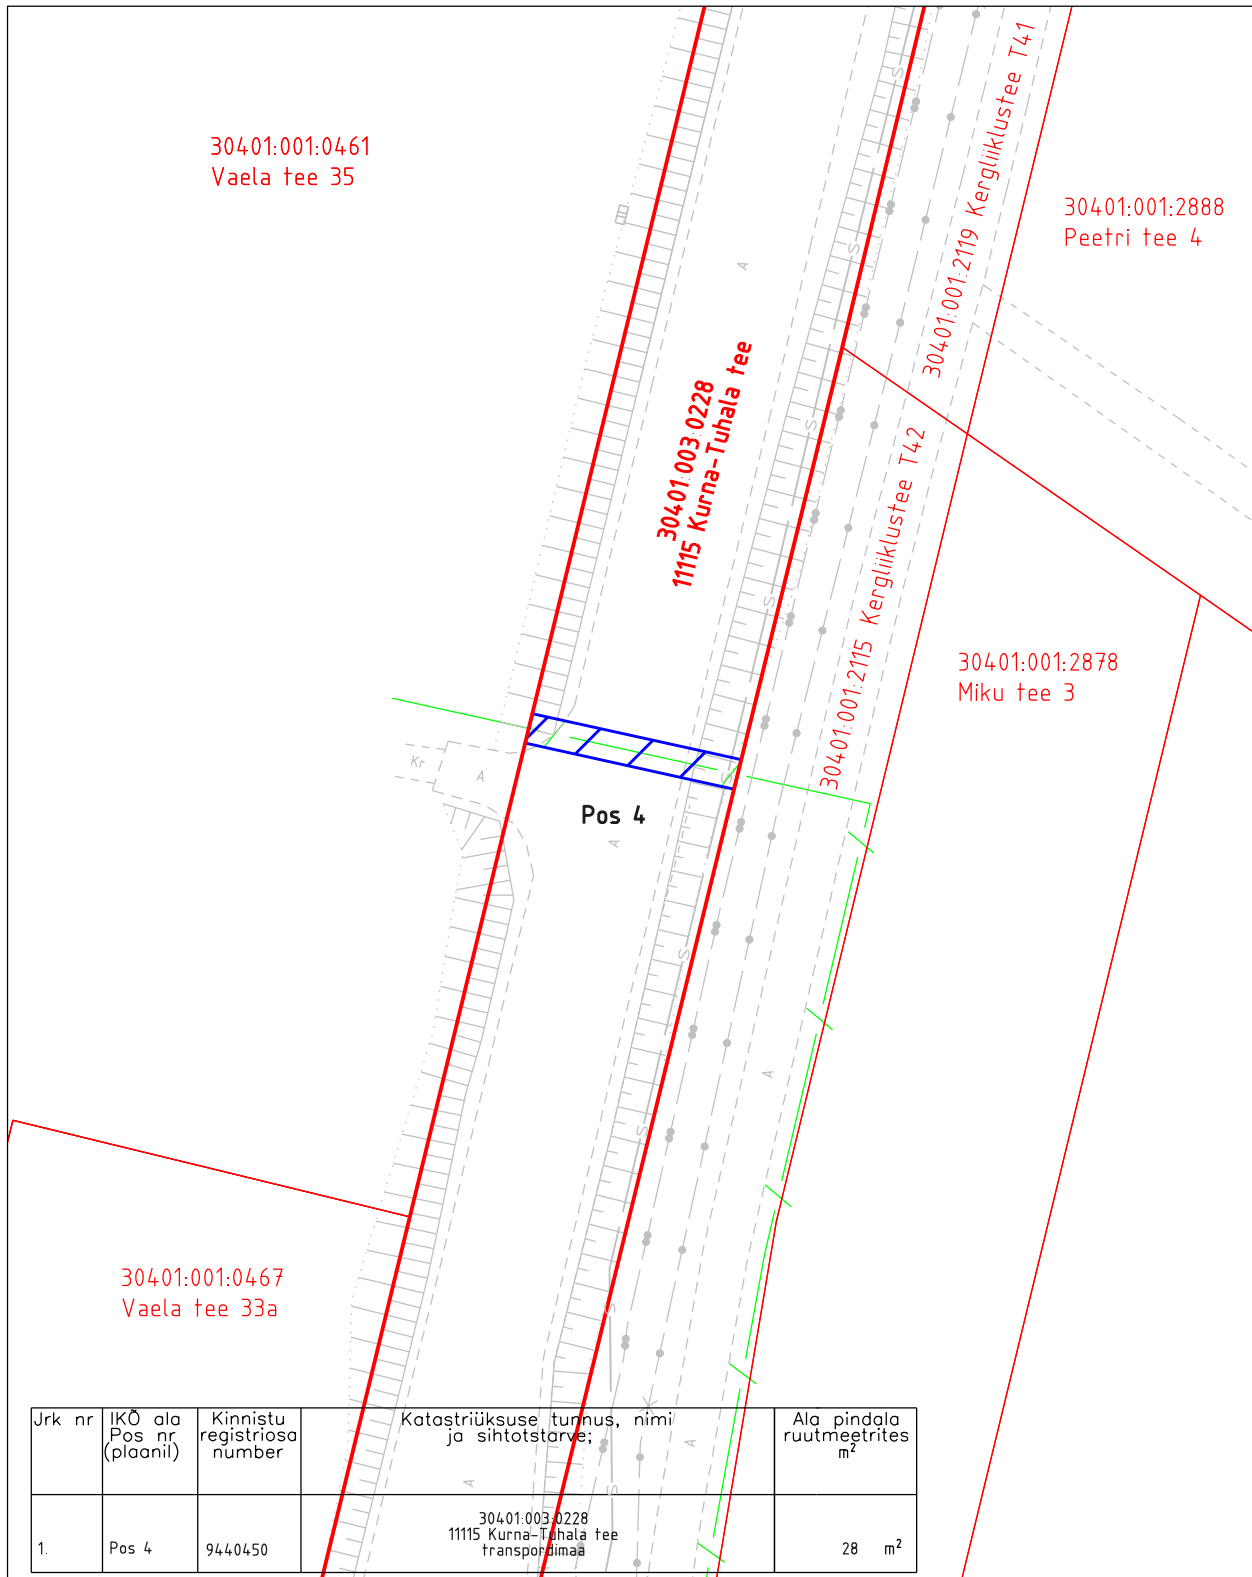 30401:001:0461
Vaela tee 35
30401:001:2119 Kergliiklustee T41
30401:001:2888
Peetri tee 4
S
S
A
30401:003:0228
11115 Kurna-Tuhala tee
S
30401:001:2115 Kergliiklustee T42
S
30401:001:2878
Miku tee 3
Kr
A
S
Pos 4
A
S
A
S
30401:001:0467
Vaela tee 33a
S
Jrk nr
IKÕ ala
Pos nr
(plaanil)
Kinnistu
registriosa
number
Katastriüksuse tunnus, nimi
ja sihtotstarve;
Ala pindala
ruutmeetrites
m²
A
A
S
1.
Pos 4
9440450
30401:003:0228
11115 Kurna-Tuhala tee
transpordimaa
28 m²